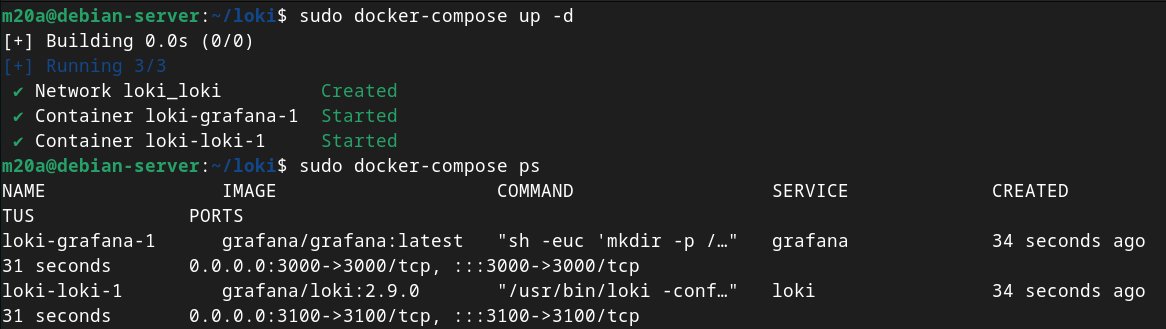 m20a@debian-server:~/loki$ sudo docker-compose up -d
[+] Building 0.0s (0/0)
[+] Running 3/3
✔ Network loki_loki Created
✔ Container loki-grafana-1 Started
✔ Container loki-loki-1 Started
m20a@debian-server:~/loki$ sudo docker-compose ps
NAME IMAGE COMMAND SERVICE CREATED
TUS PORTS
loki-grafana-1 grafana/grafana:latest "sh -euc 'mkdir -p /…" grafana 34 seconds ago
31 seconds 0.0.0.0:3000->3000/tcp, :::3000->3000/tcp
loki-loki-1 grafana/loki:2.9.0 "/usr/bin/loki -conf…" loki 34 seconds ago
31 seconds 0.0.0.0:3100->3100/tcp, :::3100->3100/tcp